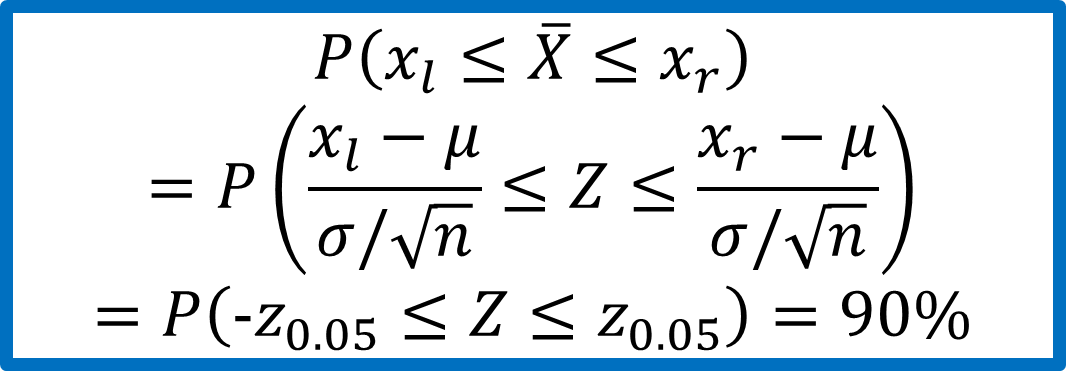 P(x_l ≤ X̄ ≤ x_r)
= P((x_l − μ)/(σ/√n) ≤ Z ≤ (x_r − μ)/(σ/√n))
= P(-z_0.05 ≤ Z ≤ z_0.05) = 90%